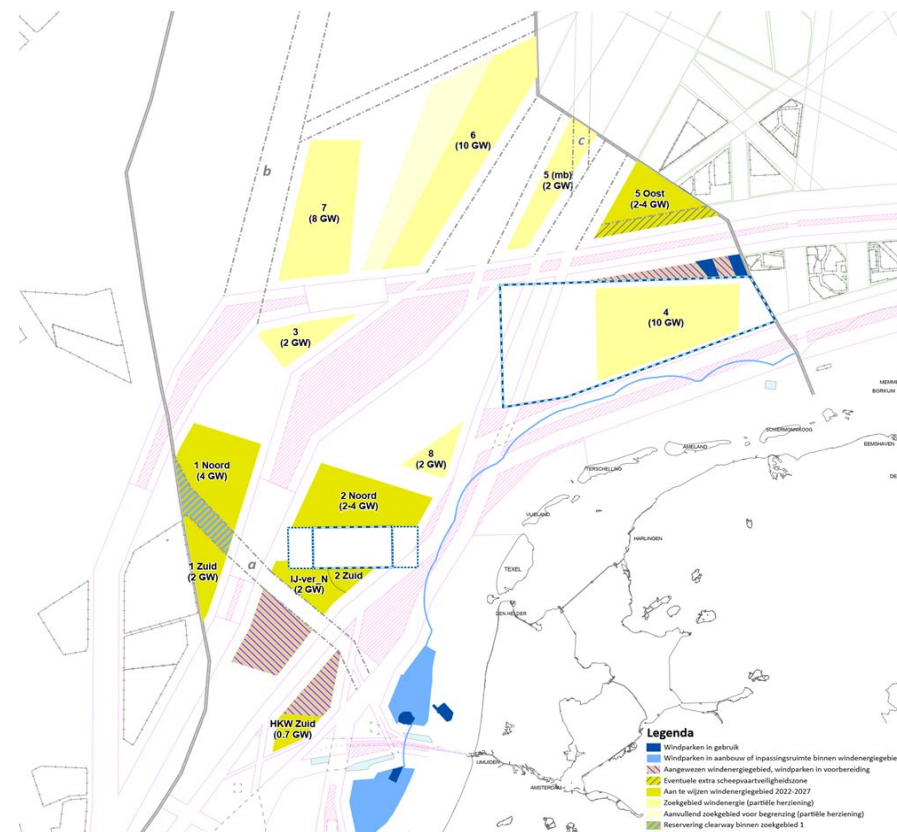 6
(10 GW)
c
b
5 (mb)
(2 GW)
5 Oost
(2-4 GW)
7
(8 GW)
4
(10 GW)
3
(2 GW)
MEMME
BORKUM
SCHIERMONNIKOOG
AMELAND
EEMSHAVEN
8
(2 GW)
1 Noord
(4 GW)
TERSCHELLING
DE
2 Noord
(2-4 GW)
VLIELAND
HARLINGEN
1 Zuid
(2 GW)
a
IJ-ver_N
(2 GW)
2 Zuid
TEXEL
DEN HELDER
HKW Zuid
(0.7 GW)
IJMUIDEN
AMSTERDAM
Legenda
Windparken in gebruik
Windparken in aanbouw of inpassingsruimte binnen windenergiegebie
Aangewezen windenergiegebied, windparken in voorbereiding
Eventuele extra scheepvaartveiligheidszone
Aan te wijzen windenergiegebied 2022-2027
Zoekgebied windenergie (partiële herziening)
Aanvullend zoekgebied voor begrenzing (partiële herziening)
Reservering clearway binnen zoekgebied 1